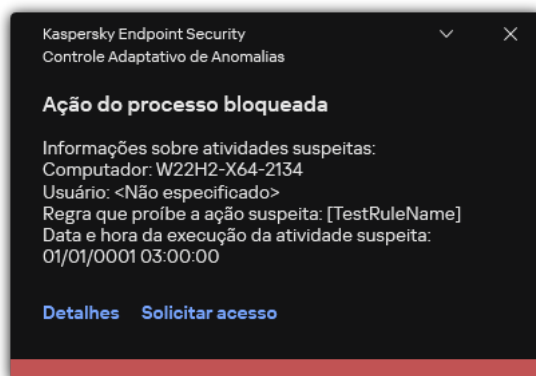 Kaspersky Endpoint Security
Controle Adaptativo de Anomalias
Ação do processo bloqueada
Informações sobre atividades suspeitas:
Computador: W22H2-X64-2134
Usuário: <Não especificado>
Regra que proíbe a ação suspeita: [TestRuleName]
Data e hora da execução da atividade suspeita:
01/01/0001 03:00:00
Detalhes Solicitar acesso